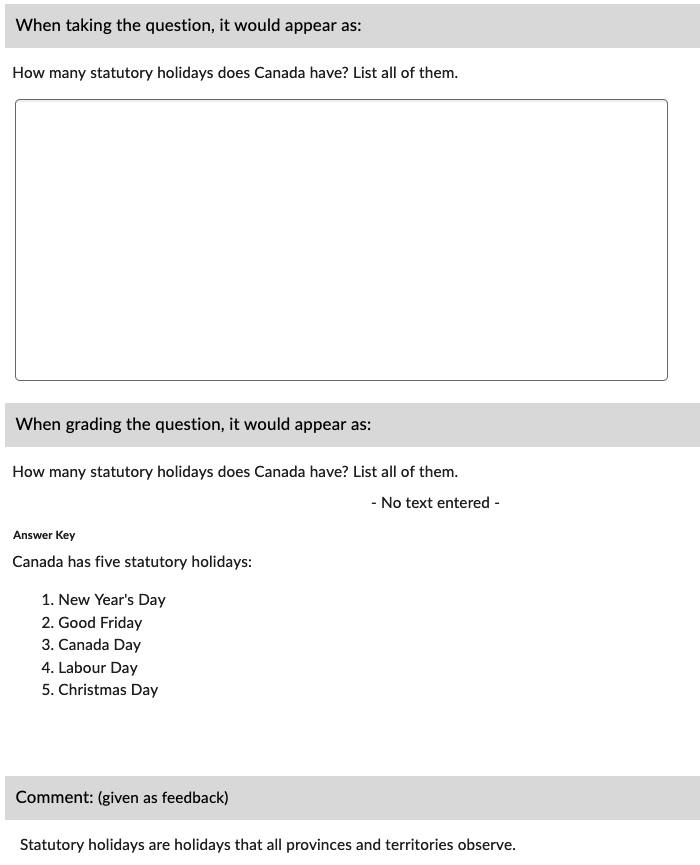 When taking the question, it would appear as:
How many statutory holidays does Canada have? List all of them.
When grading the question, it would appear as:
How many statutory holidays does Canada have? List all of them.
- No text entered -
Answer Key
Canada has five statutory holidays:
1. New Year's Day
2. Good Friday
3. Canada Day
4. Labour Day
5. Christmas Day
Comment: (given as feedback)
Statutory holidays are holidays that all provinces and territories observe.